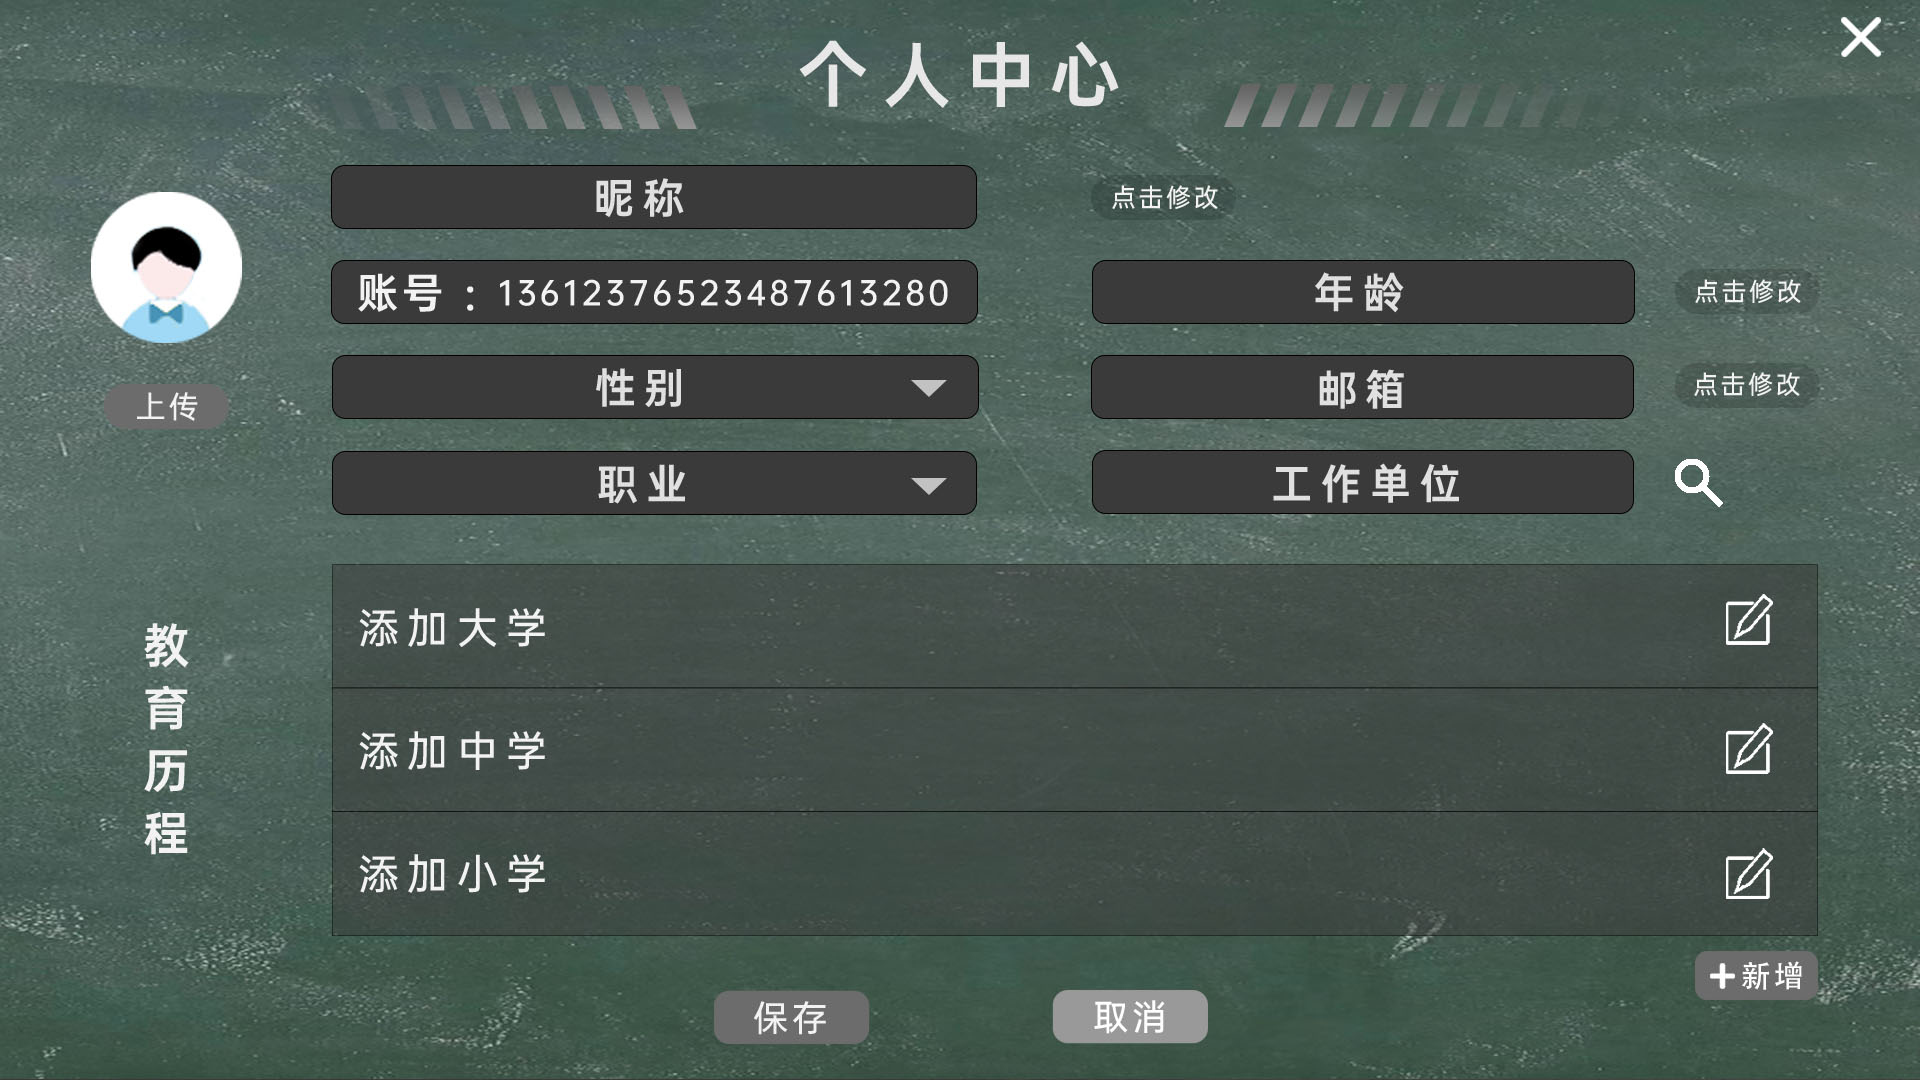 个人中心
昵称
点击修改
账号：13612376523487613280
年龄
点击修改
上传
性别
邮箱
点击修改
职业
工作单位
教育历程
添加大学
添加中学
添加小学
新增
保存
取消